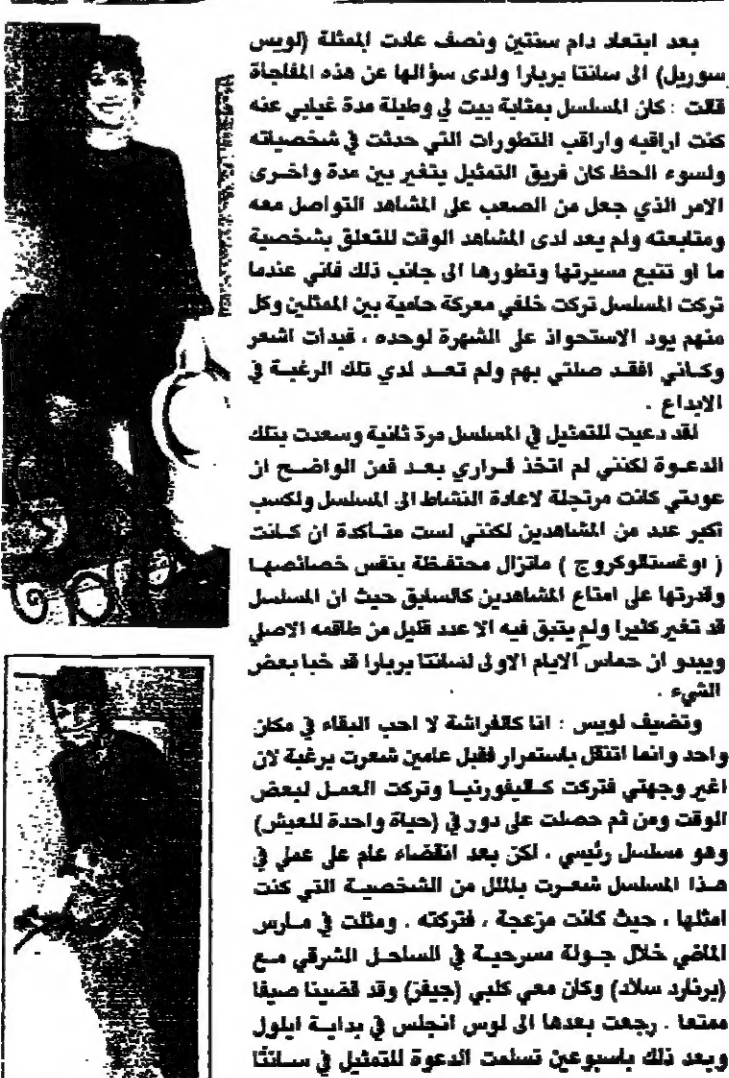 بعد ابتعاد دام سنتين ونصف عادت الممثلة (لويس
سوريل) الى سانتا بربارا ولدى سؤالها عن هذه المفاجأة
قالت : كان المسلسل بمثابة بيت لي وطيلة مدة غيابي عنه
كنت اراقبه واراقب التطورات التي حدثت في شخصياته
ولسوء الحظ كان فريق التمثيل يتغير بين مدة واخرى
الامر الذي جعل من الصعب على المشاهد التواصل معه
ومتابعته ولم يعد لدى المشاهد الوقت للتعلق بشخصية
ما او تتبع مسيرتها وتطورها الى جانب ذلك فاني عندما
تركت المسلسل تركت خلفي معركة حامية بين الممثلين وكل
منهم يود الاستحواذ على الشهرة لوحده ، فبدأت اشعر
وكأني افقد صلتي بهم ولم تعد لدي تلك الرغبة في
الابداع .
لقد دعيت للتمثيل في المسلسل مرة ثانية وسعدت بتلك
الدعوة لكنني لم اتخذ قراري بعد فمن الواضح ان
عودتي كانت مرتجلة لاعادة النشاط الى المسلسل ولكسب
أكبر عدد من المشاهدين لكنني لست متأكدة ان كانت
( اوغستالوكروج ) ماتزال محتفظة بنفس خصائصها
وقدرتها على امتاع المشاهدين كالسابق حيث ان المسلسل
قد تغير كثيرا ولم يتبق فيه الا عدد قليل من طاقمه الاصلي
ويبدو ان حماس الايام الاولى لسانتا بربارا قد خبا بعض
الشيء .
وتضيف لويس : انا كالفراشة لا احب البقاء في مكان
واحد وانما انتقل باستمرار فقبل عامين شعرت برغبة لان
اغير وجهتي فتركت كاليفورنيا وتركت العمل لبعض
الوقت ومن ثم حصلت على دور في (حياة واحدة للعيش)
وهو مسلسل رئيسي ، لكن بعد انقضاء عام على عملي في
هذا المسلسل شعرت بالملل من الشخصية التي كنت
امثلها ، حيث كانت مزعجة ، فتركته . ومثلت في مارس
الماضي خلال جولة مسرحية في الساحل الشرقي مع
(برنارد سلاد) وكان معي كلبي (جيفز) وقد قضينا صيفا
ممتعا . رجعت بعدها الى لوس انجلس في بداية ايلول
وبعد ذلك باسبوعين تسلمت الدعوة للتمثيل في سانتا